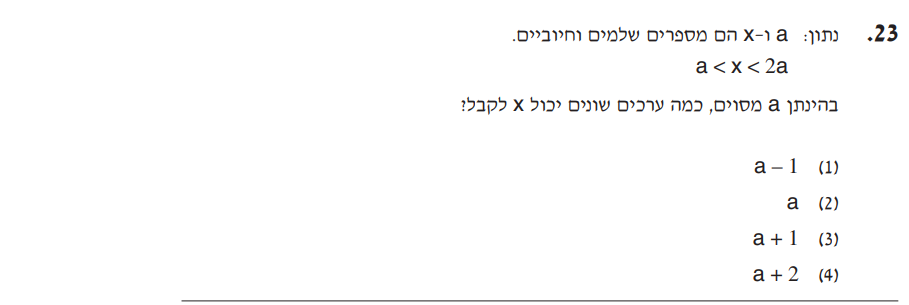 .23 נתון: a ו-x הם מספרים שלמים וחיוביים.
a < x < 2a
בהינתן a מסוים, כמה ערכים שונים יכול x לקבל?
(1) a – 1
(2) a
(3) a + 1
(4) a + 2